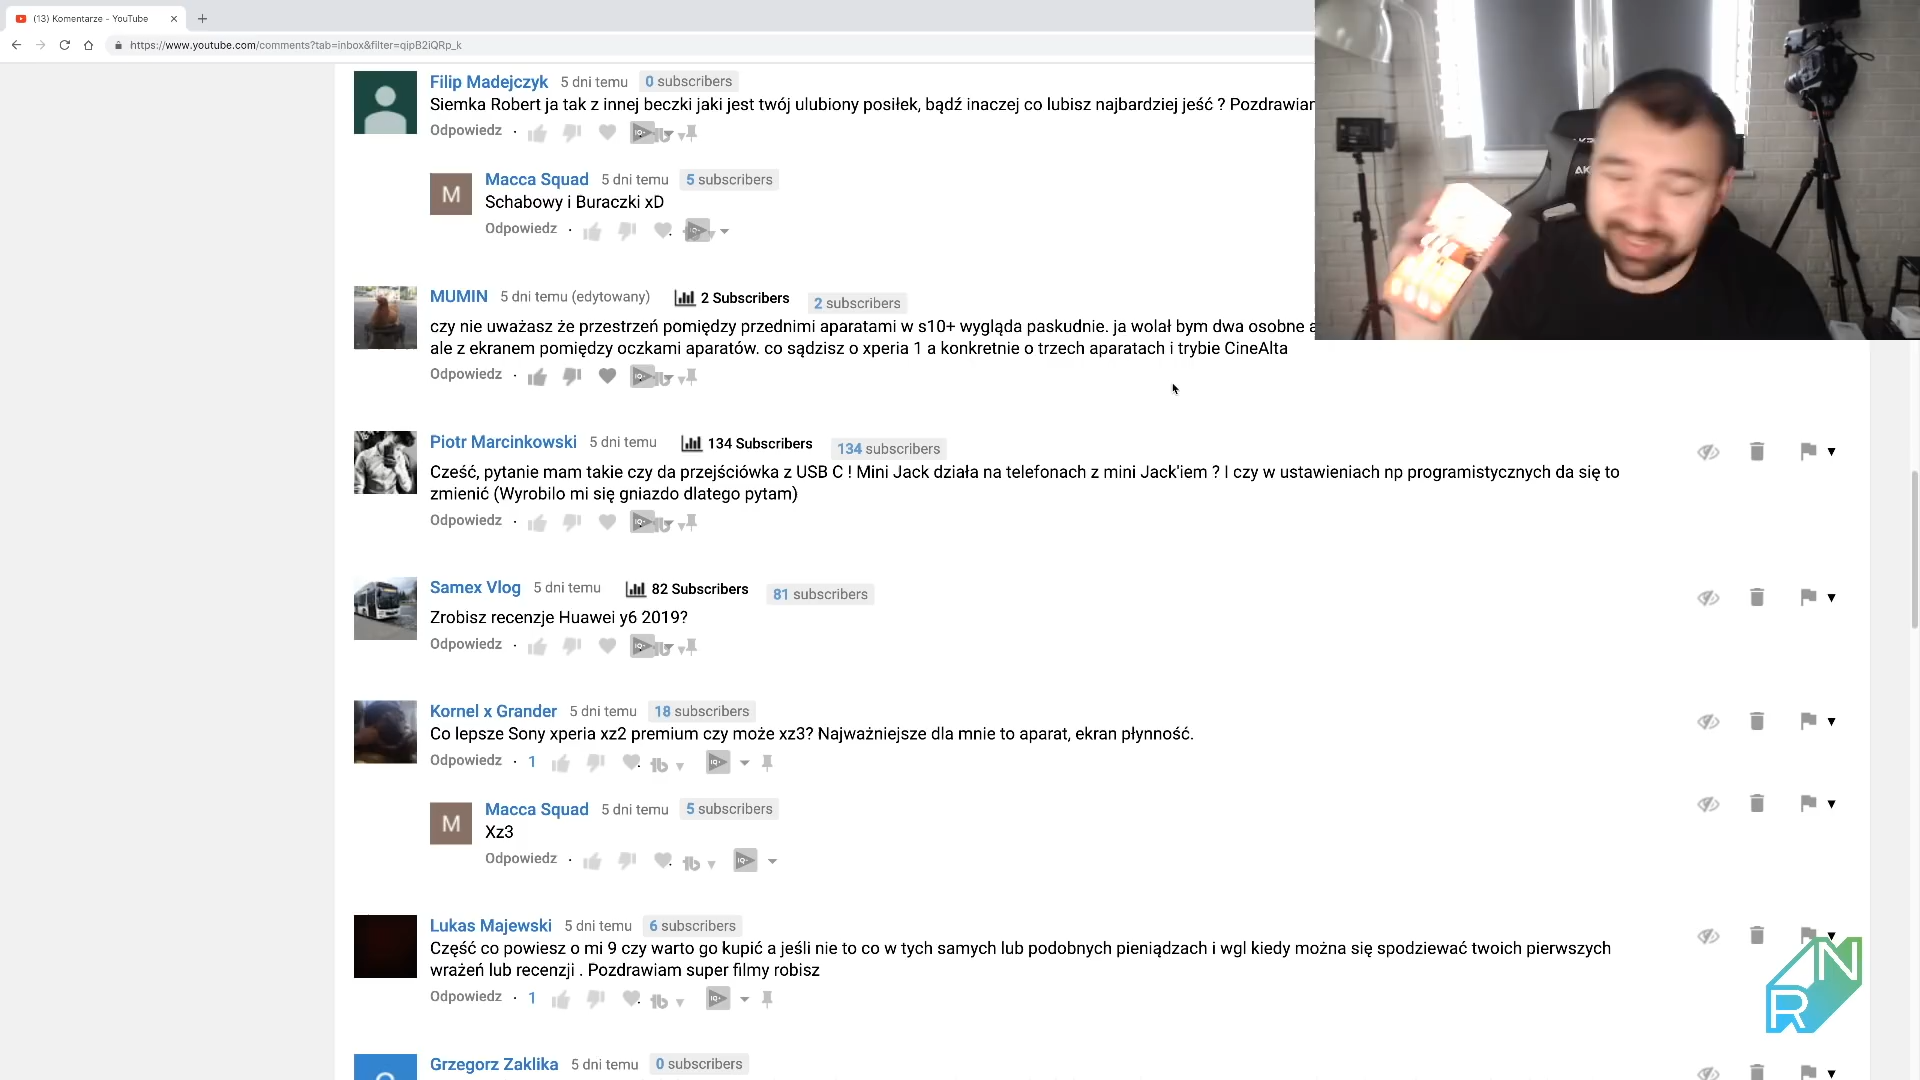 (13) Komentarze - YouTube
https://www.youtube.com/comments?tab=inbox&filter=qipB2iQRp_k
Filip Madejczyk 5 dni temu 0 subscribers
Siemka Robert ja tak z innej beczki jaki jest twój ulubiony posiłek, bądź inaczej co lubisz najbardziej jeść ?
Odpowiedz
M
Macca Squad 5 dni temu 5 subscribers
Schabowy i Buraczki xD
Odpowiedz
MUMIN 5 dni temu (edytowany) 2 Subscribers 2 subscribers
czy nie uważasz że przestrzeń pomiędzy przednimi aparatami w s10+ wygląda paskudnie. ja wolał bym dwa osobne
ale z ekranem pomiędzy oczkami aparatów. co sądzisz o xperia 1 a konkretnie o trzech aparatach i trybie CineAlta
Odpowiedz
Piotr Marcinkowski 5 dni temu 134 Subscribers 134 subscribers
Cześć, pytanie mam takie czy da przejściówka z USB C ! Mini Jack działa na telefonach z mini Jack'iem ? I czy w ustawieniach np programistycznych da się to
zmienić (Wyrobilo mi się gniazdo dlatego pytam)
Odpowiedz
Samex Vlog 5 dni temu 82 Subscribers 81 subscribers
Zrobisz recenzje Huawei y6 2019?
Odpowiedz
Kornel x Grander 5 dni temu 18 subscribers
Co lepsze Sony xperia xz2 premium czy może xz3? Najważniejsze dla mnie to aparat, ekran płynność.
Odpowiedz · 1
M
Macca Squad 5 dni temu 5 subscribers
Xz3
Odpowiedz
Lukas Majewski 5 dni temu 6 subscribers
Część co powiesz o mi 9 czy warto go kupić a jeśli nie to co w tych samych lub podobnych pieniądzach i wgl kiedy można się spodziewać twoich pierwszych
wrażeń lub recenzji . Pozdrawiam super filmy robisz
Odpowiedz · 1
N
R
Grzegorz Zaklika 5 dni temu 0 subscribers